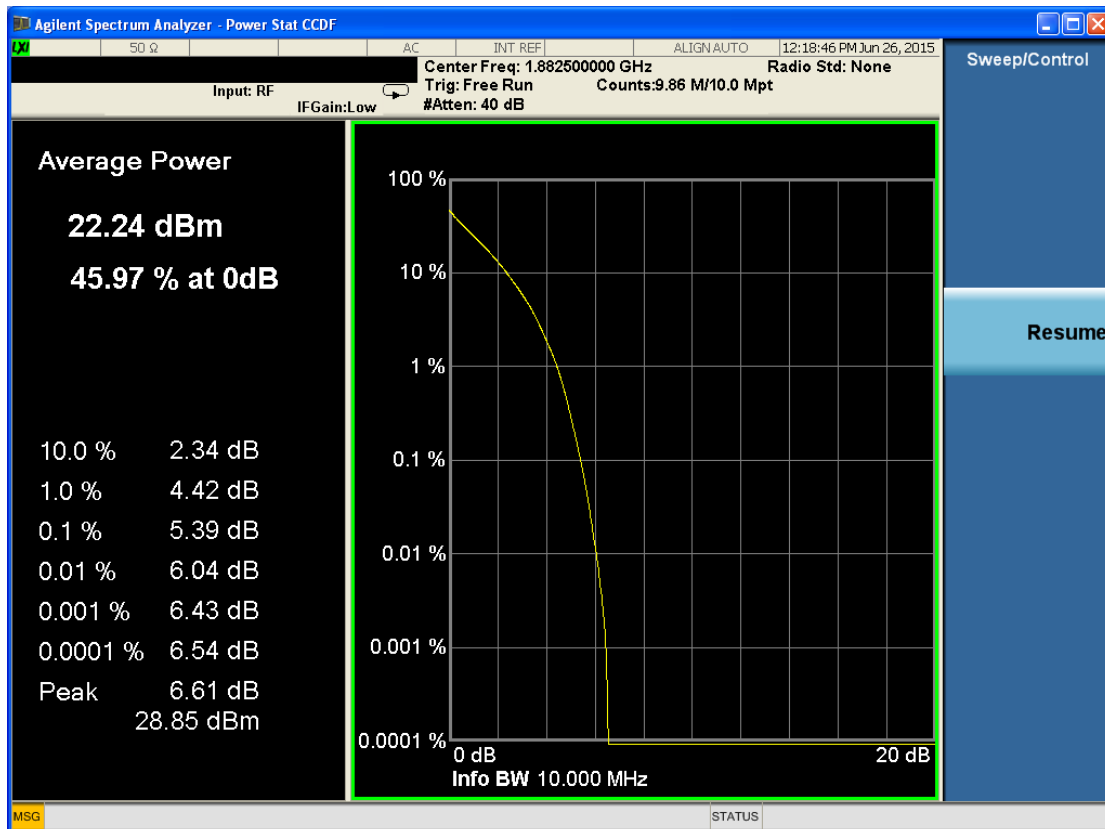 Agilent Spectrum Analyzer - Power Stat CCDF
LXI 50 Ω AC INT REF ALIGN AUTO 12:18:46 PM Jun 26, 2015
Center Freq: 1.882500000 GHz Radio Std: None
Input: RF Trig: Free Run Counts:9.86 M/10.0 Mpt
IFGain:Low #Atten: 40 dB
Sweep/Control
Resume
Average Power
22.24 dBm
45.97 % at 0dB
10.0 % 2.34 dB
1.0 % 4.42 dB
0.1 % 5.39 dB
0.01 % 6.04 dB
0.001 % 6.43 dB
0.0001 % 6.54 dB
Peak 6.61 dB
28.85 dBm
100 %
10 %
1 %
0.1 %
0.01 %
0.001 %
0.0001 %
0 dB 20 dB
Info BW 10.000 MHz
MSG STATUS